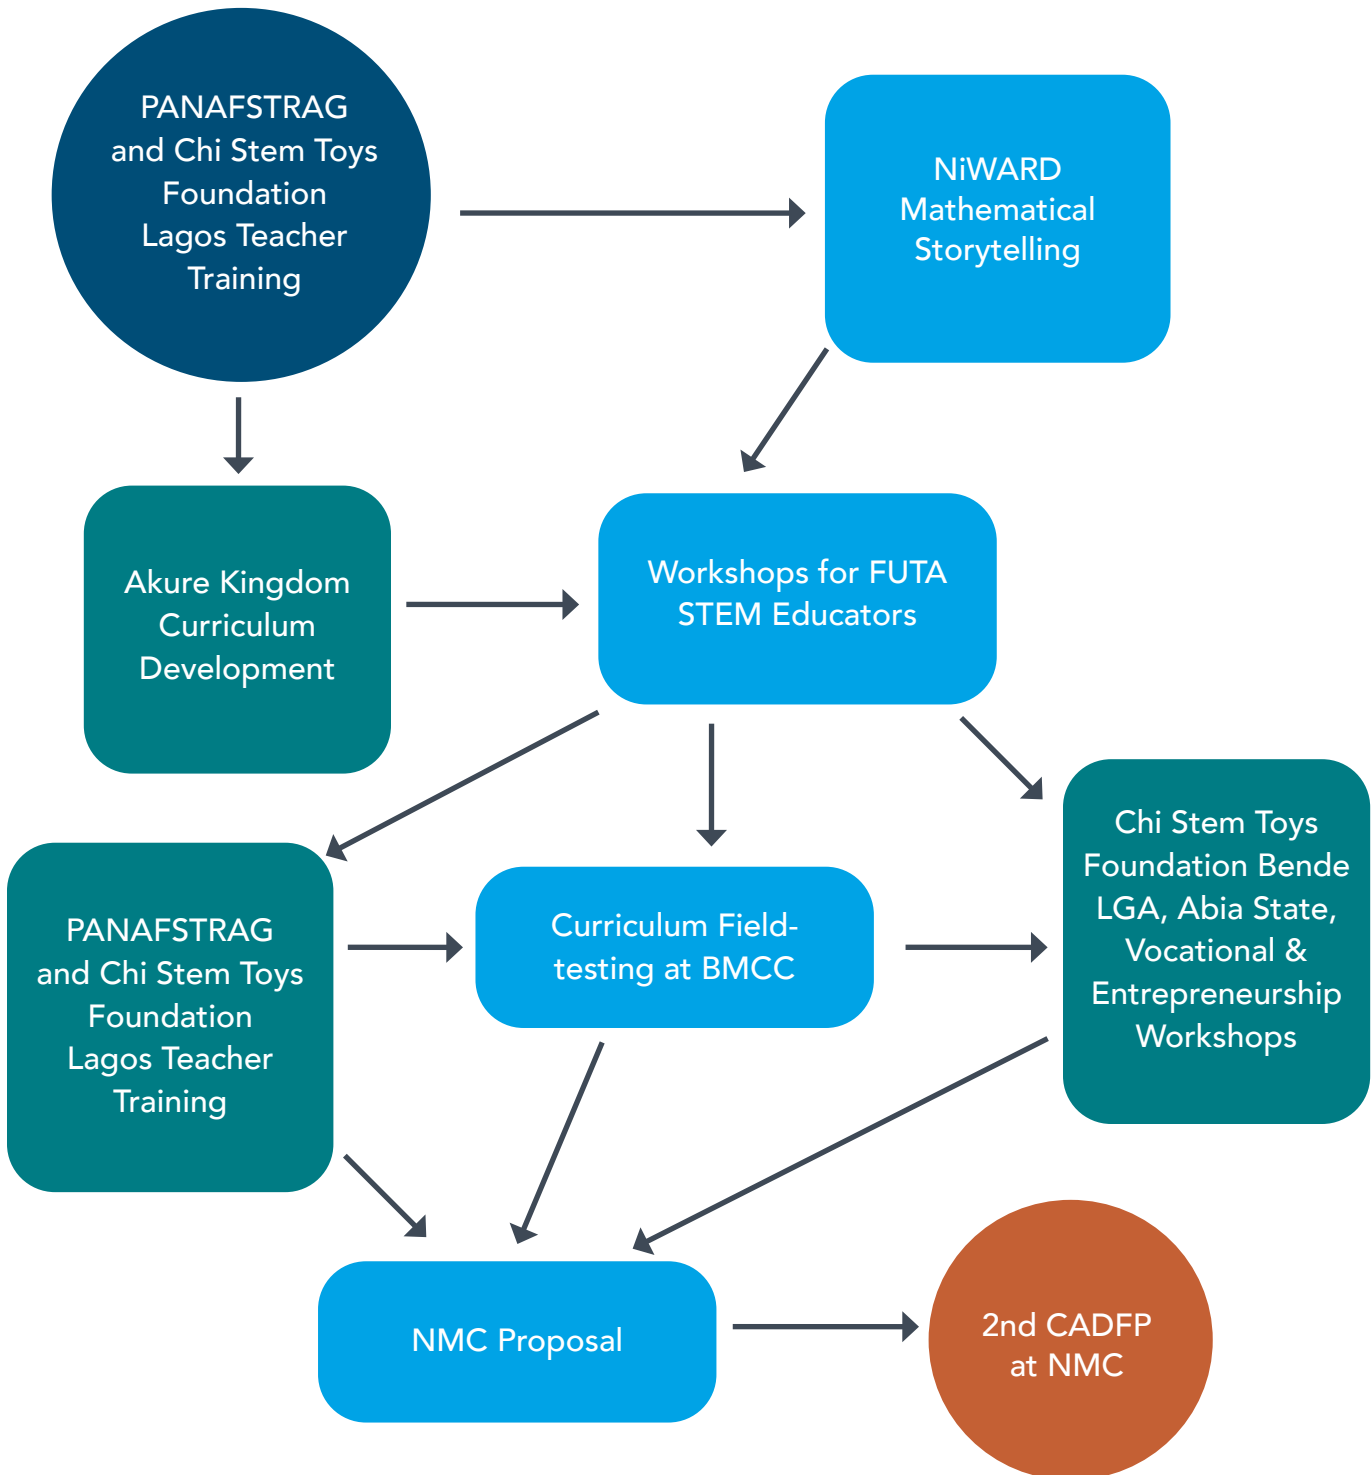 PANAFSTRAG
and Chi Stem Toys
Foundation
Lagos Teacher
Training
NiWARD
Mathematical
Storytelling
Akure Kingdom
Curriculum
Development
Workshops for FUTA
STEM Educators
PANAFSTRAG
and Chi Stem Toys
Foundation
Lagos Teacher
Training
Curriculum Field-
testing at BMCC
Chi Stem Toys
Foundation Bende
LGA, Abia State,
Vocational &
Entrepreneurship
Workshops
NMC Proposal
2nd CADFP
at NMC